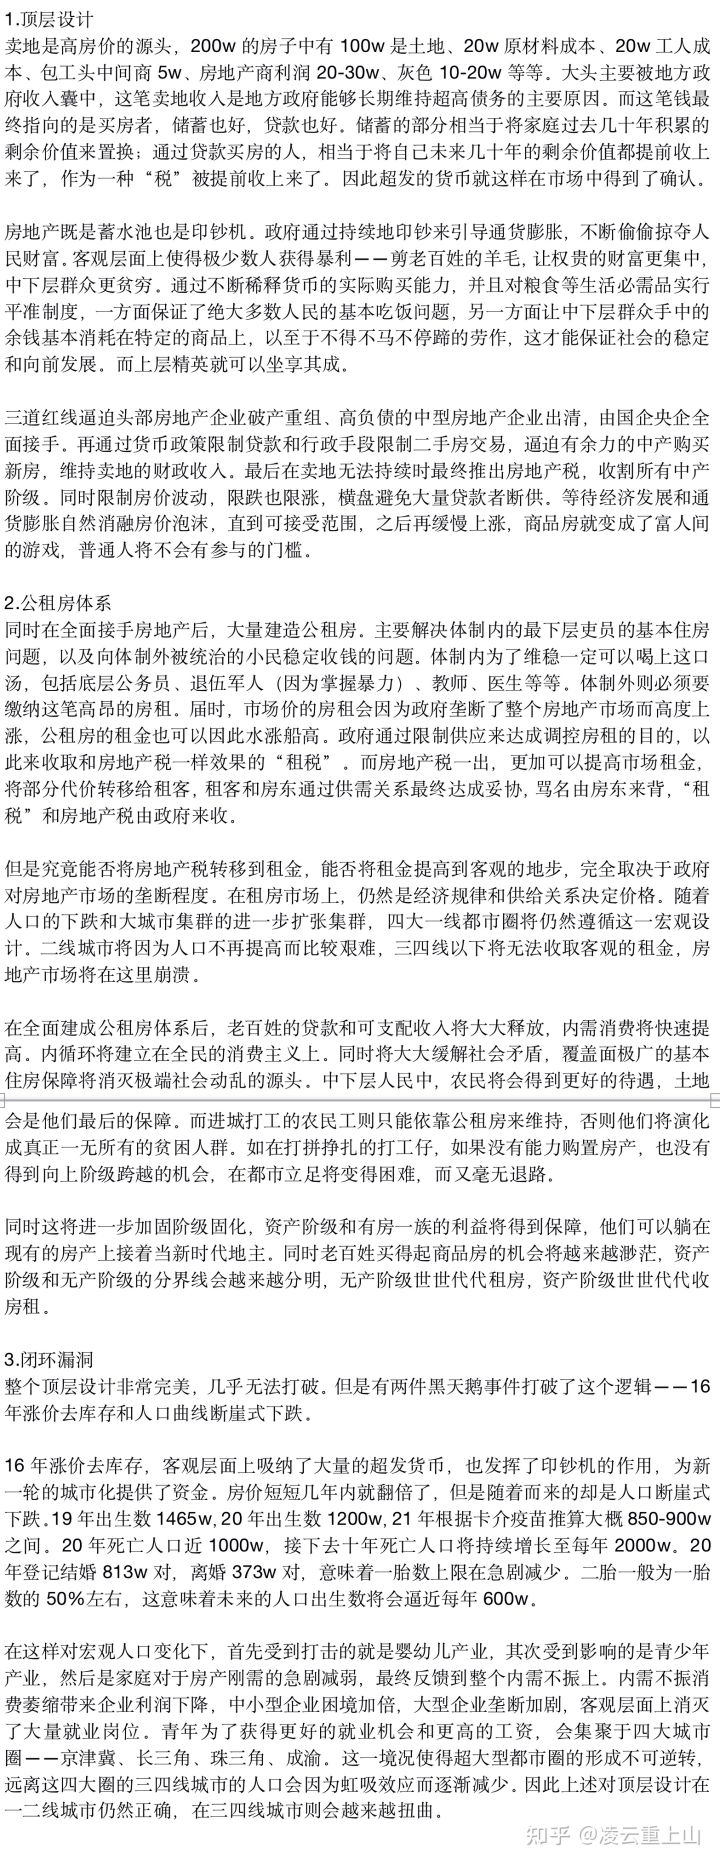 1.顶层设计
卖地是高房价的源头，200w 的房子中有 100w 是土地、20w 原材料成本、20w 工人成
本、包工头中间商 5w、房地产商利润 20-30w、灰色 10-20w 等等。大头主要被地方政
府收入囊中，这笔卖地收入是地方政府能够长期维持超高债务的主要原因。而这笔钱最
终指向的是买房者，储蓄也好，贷款也好。储蓄的部分相当于将家庭过去几十年积累的
剩余价值来置换；通过贷款买房的人，相当于将自己未来几十年的剩余价值都提前收上
来了，作为一种“税”被提前收上来了。因此超发的货币就这样在市场中得到了确认。
房地产既是蓄水池也是印钞机。政府通过持续地印钞来引导通货膨胀，不断偷偷掠夺人
民财富。客观层面上使得极少数人获得暴利——剪老百姓的羊毛，让权贵的财富更集中，
中下层群众更贫穷。通过不断稀释货币的实际购买能力，并且对粮食等生活必需品实行
平准制度，一方面保证了绝大多数人民的基本吃饭问题，另一方面让中下层群众手中的
余钱基本消耗在特定的商品上，以至于不得不马不停蹄的劳作，这才能保证社会的稳定
和向前发展。而上层精英就可以坐享其成。
三道红线逼迫头部房地产企业破产重组、高负债的中型房地产企业出清，由国企央企全
面接手。再通过货币政策限制贷款和行政手段限制二手房交易，逼迫有余力的中产购买
新房，维持卖地的财政收入。最后在卖地无法持续时最终推出房地产税，收割所有中产
阶级。同时限制房价波动，限跌也限涨，横盘避免大量贷款者断供。等待经济发展和通
货膨胀自然消融房价泡沫，直到可接受范围，之后再缓慢上涨，商品房就变成了富人间
的游戏，普通人将不会有参与的门槛。
2.公租房体系
同时在全面接手房地产后，大量建造公租房。主要解决体制内的最下层吏员的基本住房
问题，以及向体制外被统治的小民稳定收钱的问题。体制内为了维稳一定可以喝上这口
汤，包括底层公务员、退伍军人（因为掌握暴力）、教师、医生等等。体制外则必须要
缴纳这笔高昂的房租。届时，市场价的房租会因为政府垄断了整个房地产市场而高度上
涨，公租房的租金也可以因此水涨船高。政府通过限制供应来达成调控房租的目的，以
此来收取和房地产税一样效果的“租税”。而房地产税一出，更加可以提高市场租金，
将部分代价转移给租客，租客和房东通过供需关系最终达成妥协，骂名由房东来背，“租
税”和房地产税由政府来收。
但是究竟能否将房地产税转移到租金，能否将租金提高到客观的地步，完全取决于政府
对房地产市场的垄断程度。在租房市场上，仍然是经济规律和供给关系决定价格。随着
人口的下跌和大城市集群的进一步扩张集群，四大一线都市圈将仍然遵循这一宏观设
计。二线城市将因为人口不再提高而比较艰难，三四线以下将无法收取客观的租金，房
地产市场将在这里崩溃。
在全面建成公租房体系后，老百姓的贷款和可支配收入将大大释放，内需消费将快速提
高。内循环将建立在全民的消费主义上。同时将大大缓解社会矛盾，覆盖面极广的基本
住房保障将消灭极端社会动乱的源头。中下层人民中，农民将会得到更好的待遇，土地
会是他们最后的保障。而进城打工的农民工则只能依靠公租房来维持，否则他们将演化
成真正一无所有的贫困人群。如在打拼挣扎的打工仔，如果没有能力购置房产，也没有
得到向上阶级跨越的机会，在都市立足将变得困难，而又毫无退路。
同时这将进一步加固阶级固化，资产阶级和有房一族的利益将得到保障，他们可以躺在
现有的房产上接着当新时代地主。同时老百姓买得起商品房的机会将越来越渺茫，资产
阶级和无产阶级的分界线会越来越分明，无产阶级世世代代租房，资产阶级世世代代收
房租。
3.闭环漏洞
整个顶层设计非常完美，几乎无法打破。但是有两件黑天鹅事件打破了这个逻辑——16
年涨价去库存和人口曲线断崖式下跌。
16 年涨价去库存，客观层面上吸纳了大量的超发货币，也发挥了印钞机的作用，为新
一轮的城市化提供了资金。房价短短几年内就翻倍了，但是随着而来的却是人口断崖式
下跌。19 年出生数 1465w，20 年出生数 1200w，21 年根据卡介疫苗推算大概 850-900w
之间。20 年死亡人口近 1000w，接下去十年死亡人口将持续增长至每年 2000w。20
年登记结婚 813w 对，离婚 373w 对，意味着一胎数上限在急剧减少。二胎一般为一胎
数的 50%左右，这意味着未来的人口出生数将会逼近每年 600w。
在这样对宏观人口变化下，首先受到打击的就是婴幼儿产业，其次受到影响的是青少年
产业，然后是家庭对于房产刚需的急剧减弱，最终反馈到整个内需不振上。内需不振消
费萎缩带来企业利润下降，中小型企业困境加倍，大型企业垄断加剧，客观层面上消灭
了大量就业岗位。青年为了获得更好的就业机会和更高的工资，会集聚于四大城市
圈——京津冀、长三角、珠三角、成渝。这一境况使得超大型都市圈的形成不可逆转，
远离这四大圈的三四线城市的人口会因为虹吸效应而逐渐减少。因此上述对顶层设计在
一二线城市仍然正确，在三四线城市则会越来越扭曲。
知乎 @凌云重上山